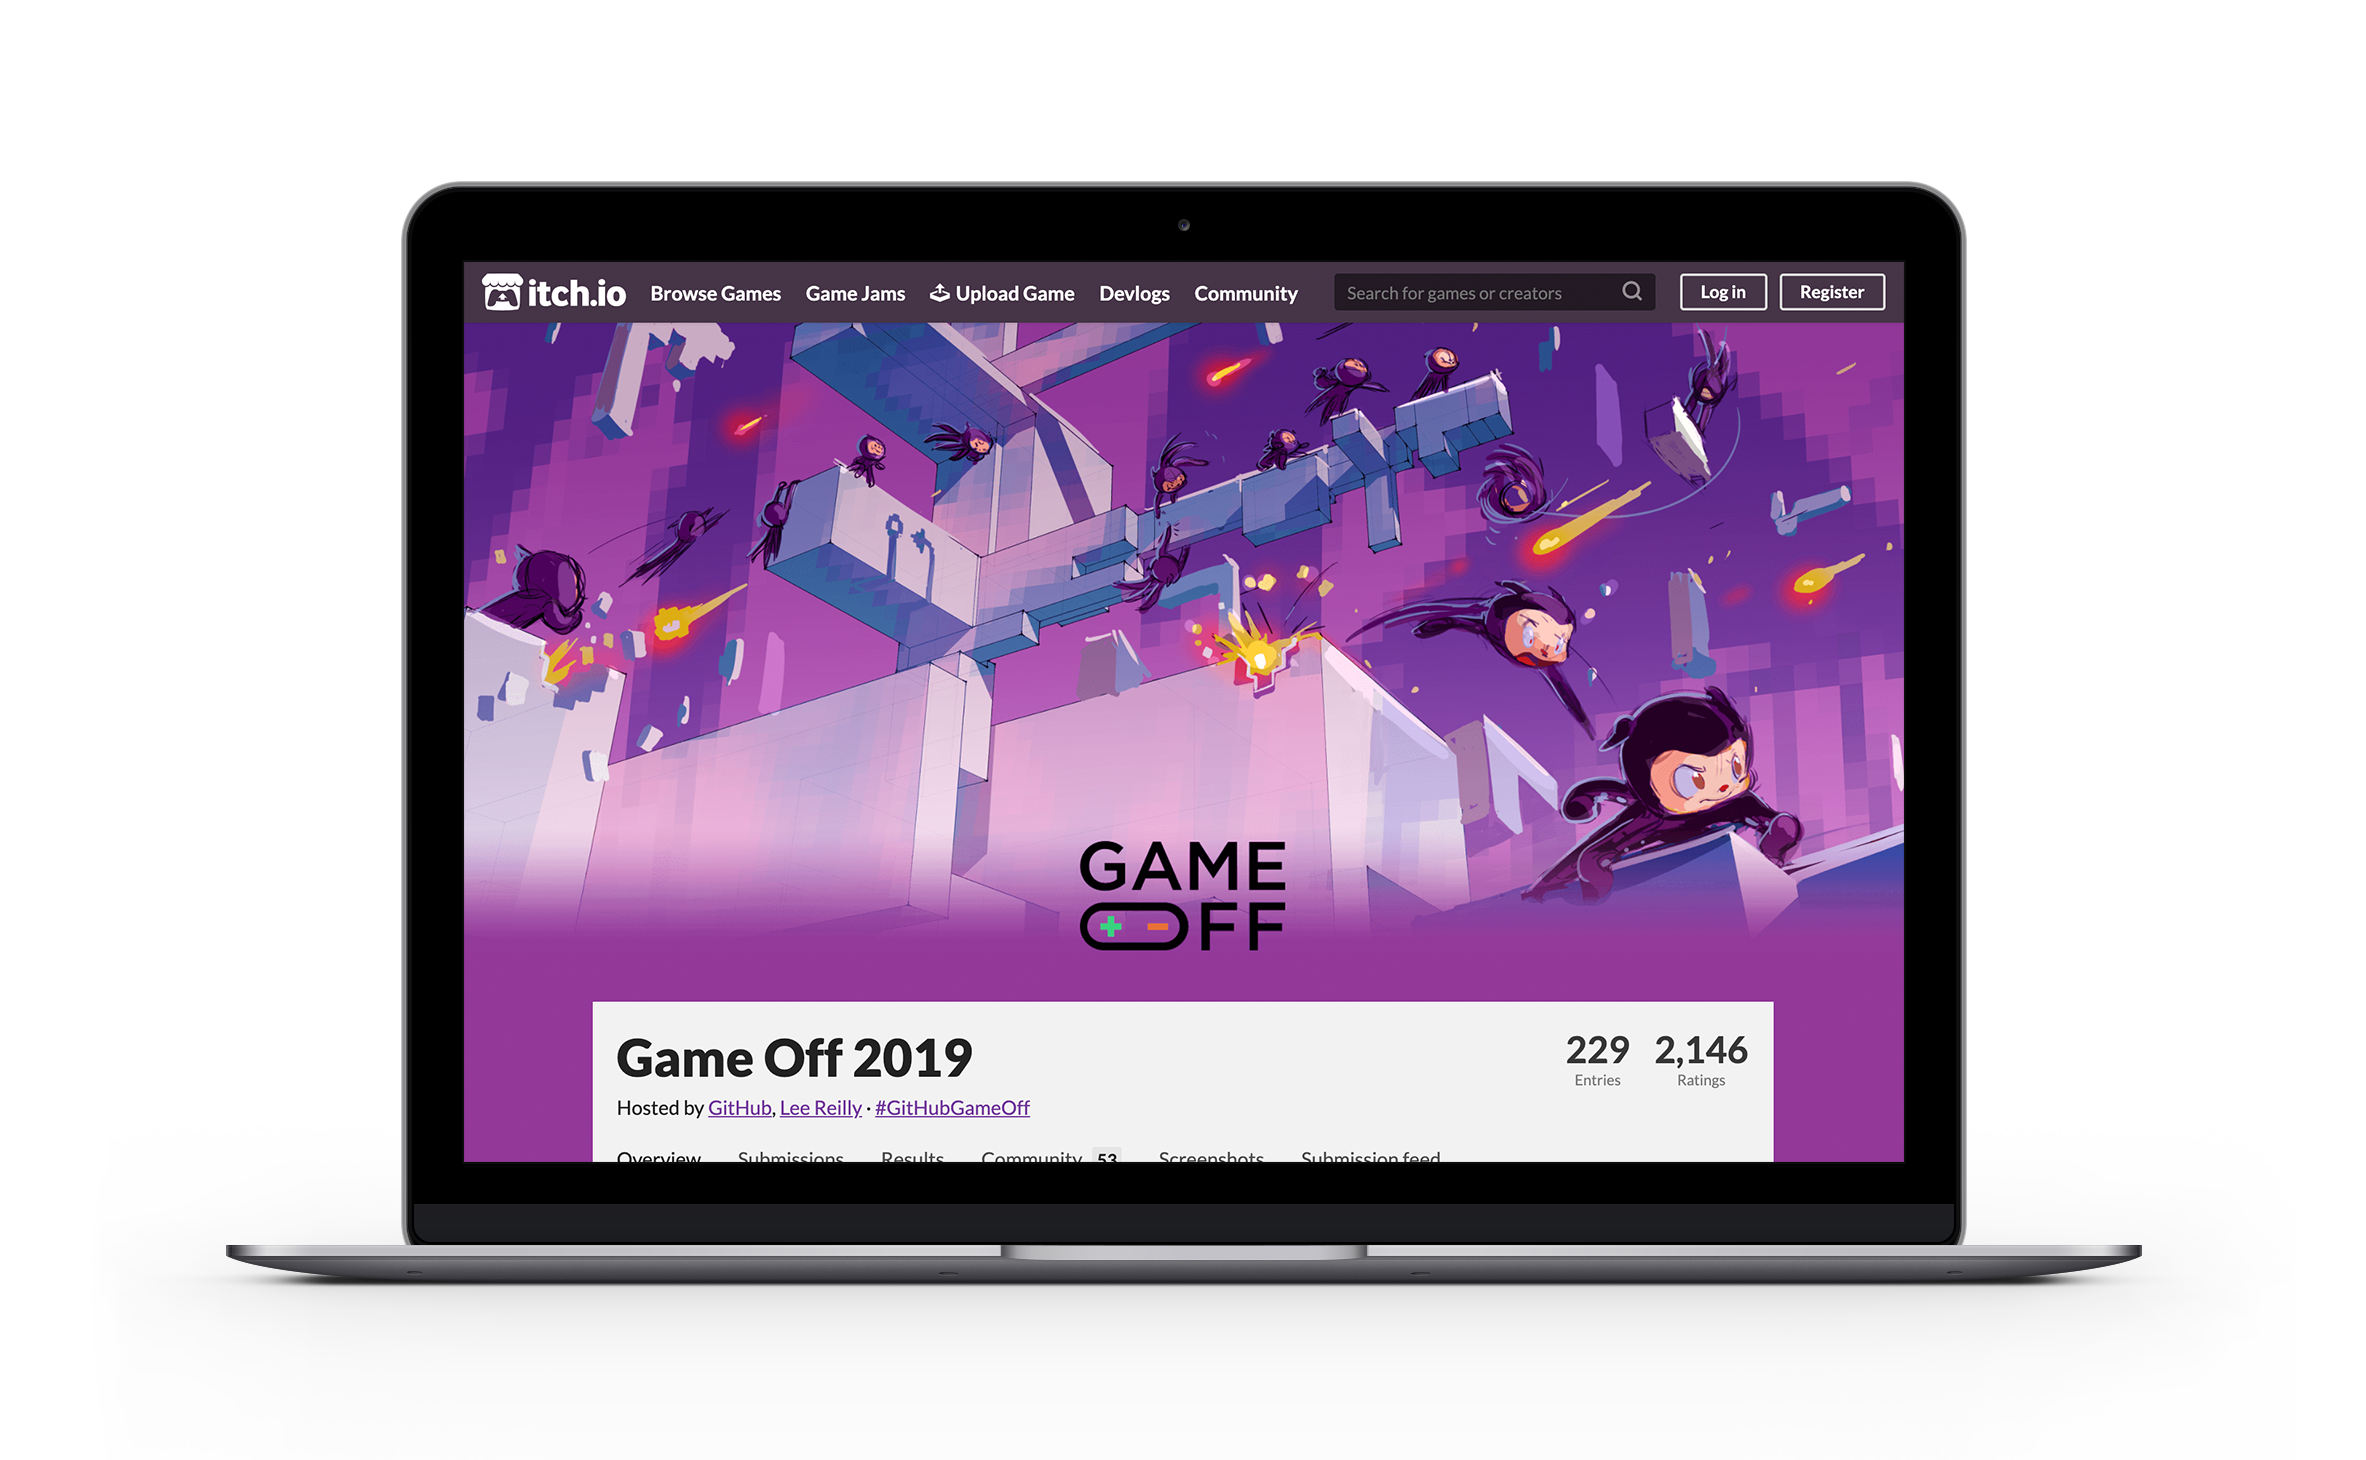 itch.io Browse Games Game Jams Upload Game Devlogs Community Search for games or creators Log in Register
GAME
OFF
Game Off 2019
229 2,146
Entries Ratings
Hosted by GitHub, Lee Reilly · #GitHubGameOff
Overview Submissions Results Community 53 Screenshots Submission feed